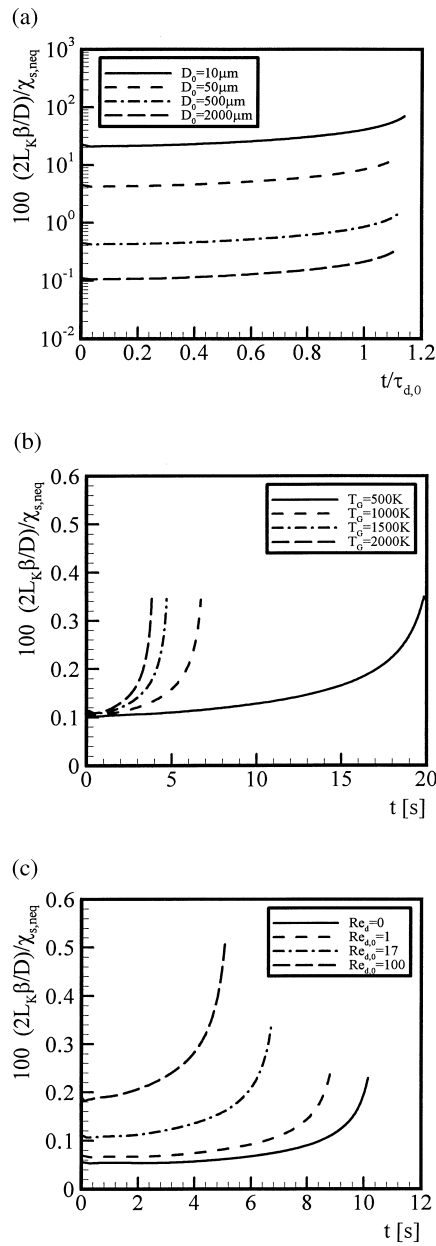 (a)
10³
10²
10¹
10⁰
10⁻¹
10⁻²
100 (2L_Kβ/D)/χ_s,neq
D₀=10μm
D₀=50μm
D₀=500μm
D₀=2000μm
0 0.2 0.4 0.6 0.8 1 1.2
t/τ_d,0
(b)
0.6
0.5
0.4
0.3
0.2
0.1
0
100 (2L_Kβ/D)/χ_s,neq
T_G=500K
T_G=1000K
T_G=1500K
T_G=2000K
0 5 10 15 20
t [s]
(c)
0.6
0.5
0.4
0.3
0.2
0.1
0
100 (2L_Kβ/D)/χ_s,neq
Re_d=0
Re_d,0=1
Re_d,0=17
Re_d,0=100
0 2 4 6 8 10 12
t [s]